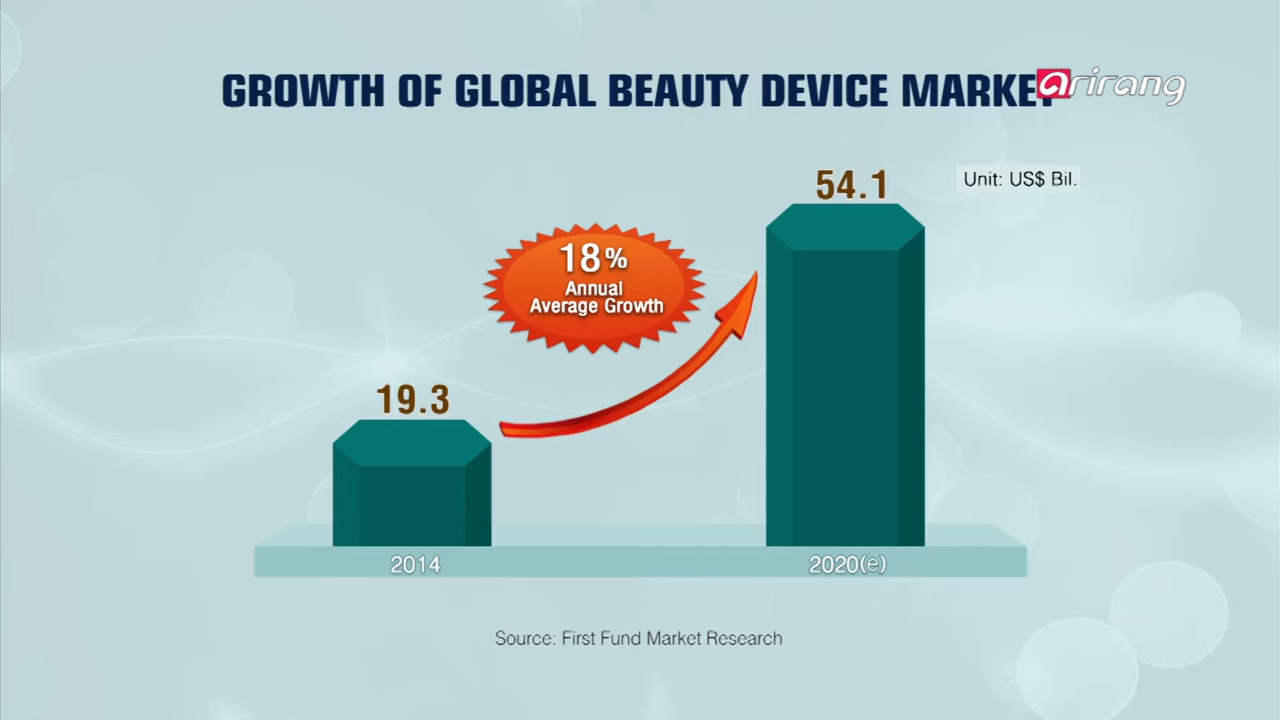 GROWTH OF GLOBAL BEAUTY DEVICE MARKET
arirang
Unit: US$ Bil.
54.1
18%
Annual
Average Growth
19.3
2014
2020(e)
Source: First Fund Market Research